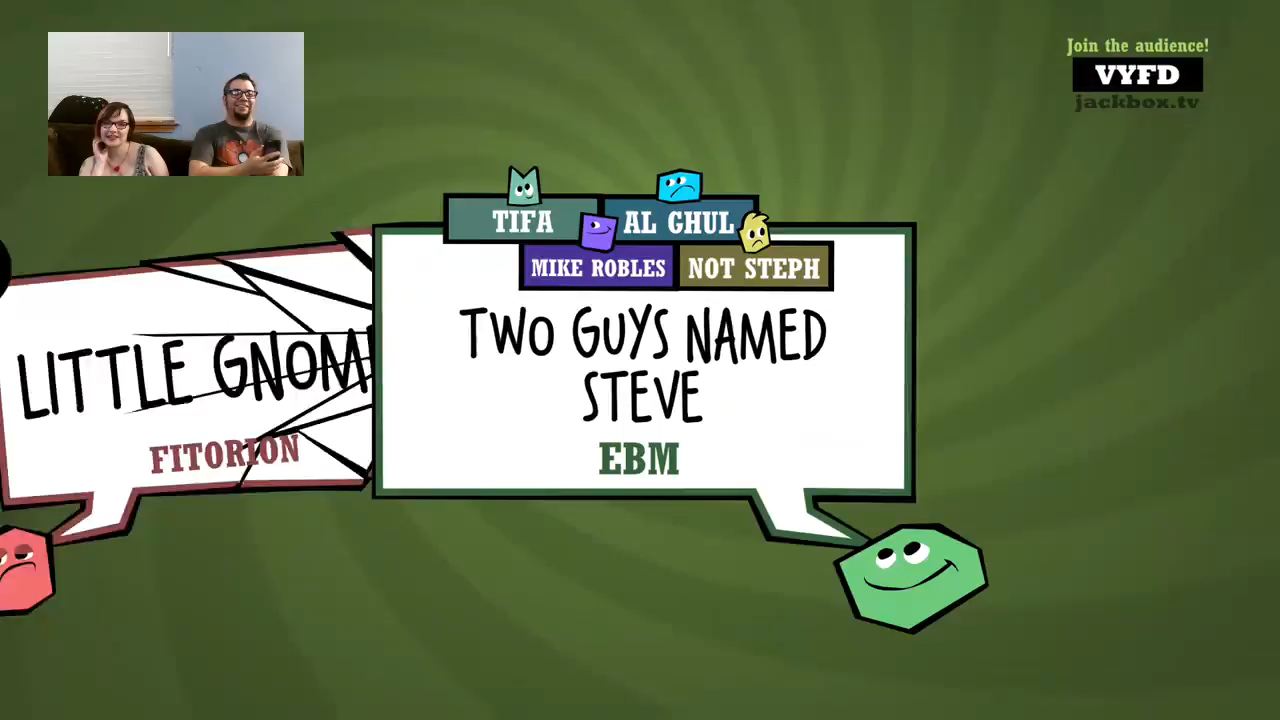 Join the audience!
VYFD
jackbox.tv
TIFA
AL GHUL
MIKE ROBLES
NOT STEPH
TWO GUYS NAMED
STEVE
EBM
LITTLE GNOM
FITORION